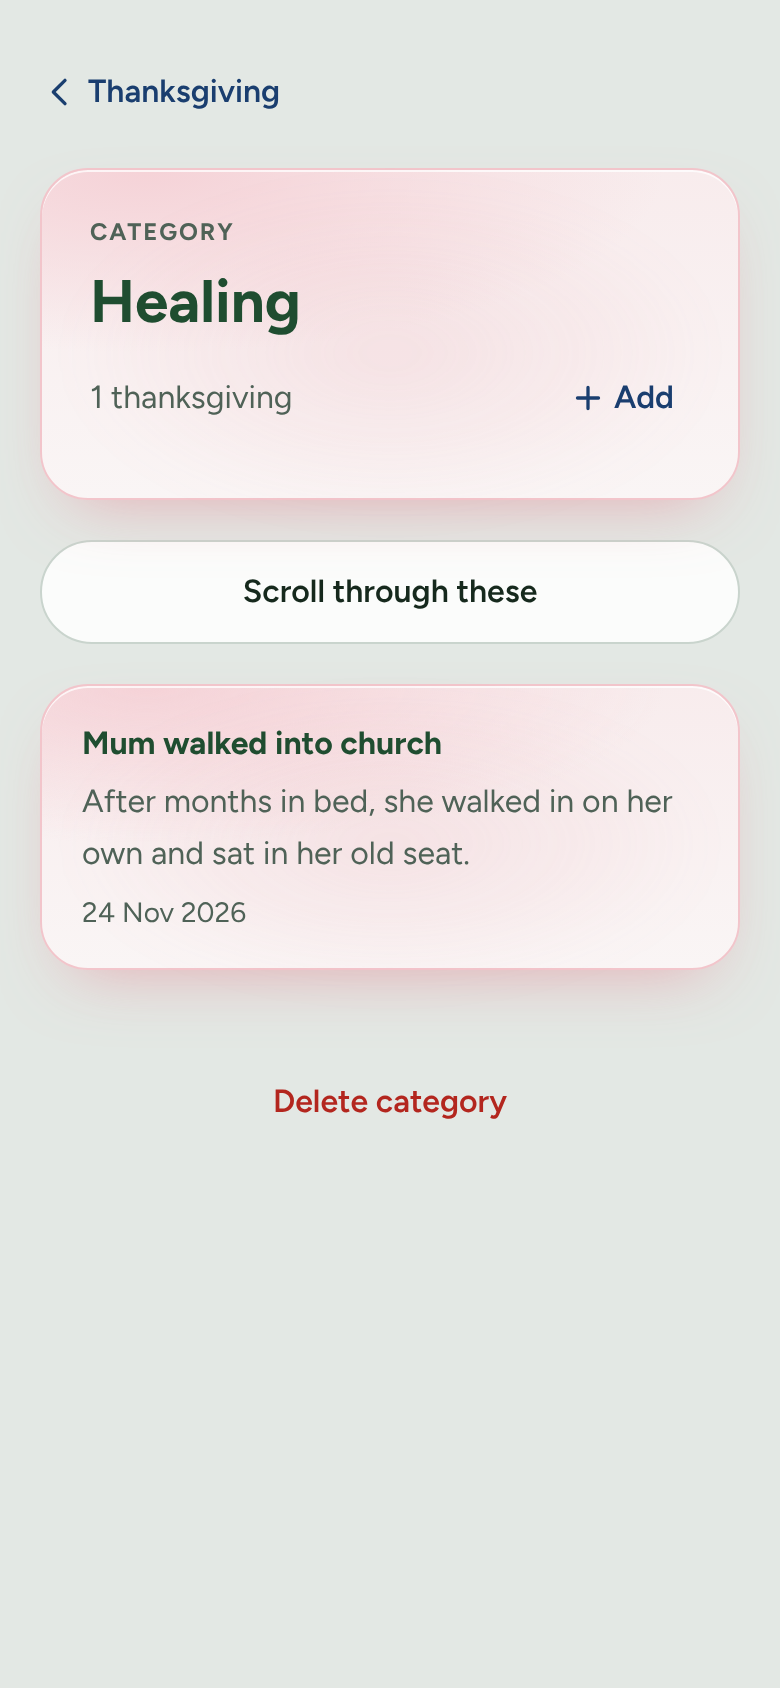 Thanksgiving
CATEGORY
Healing
1 thanksgiving
+ Add
Scroll through these
Mum walked into church
After months in bed, she walked in on her
own and sat in her old seat.
24 Nov 2026
Delete category